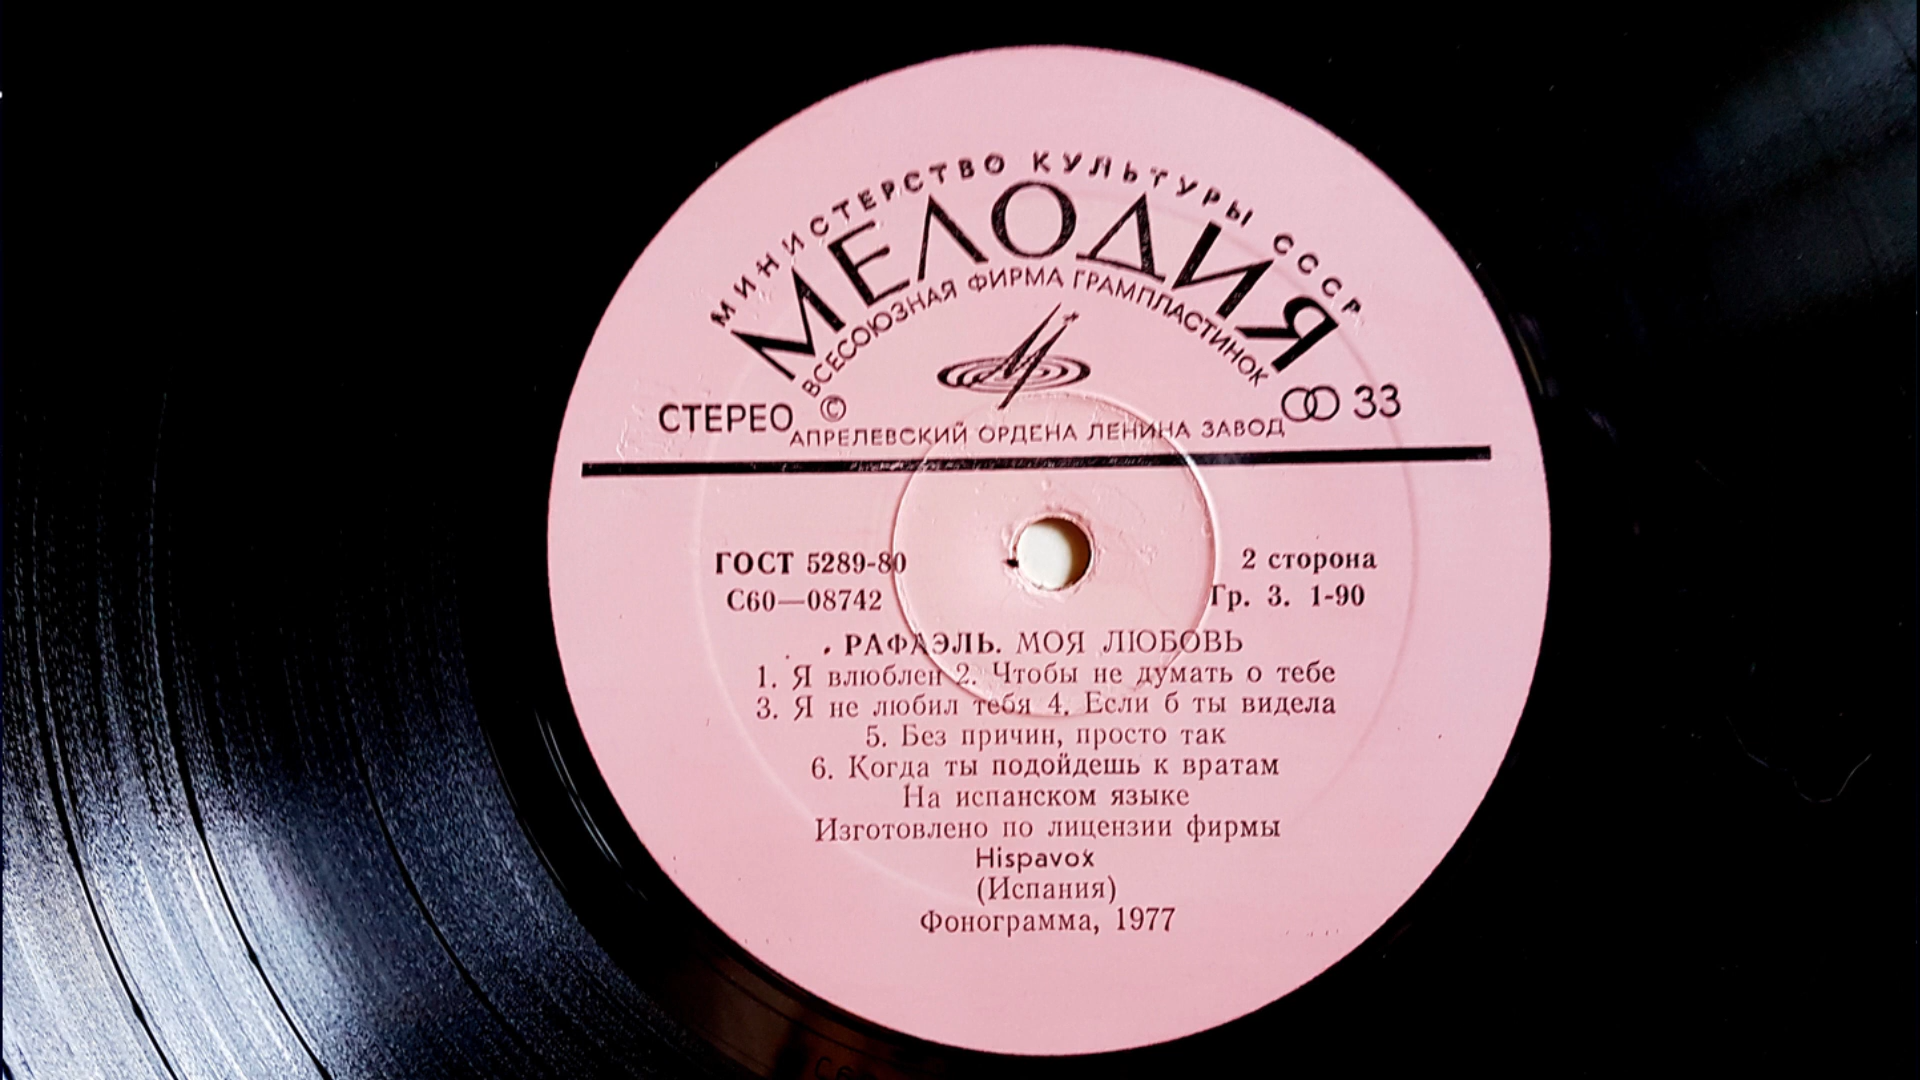 МИНИСТЕРСТВО КУЛЬТУРЫ СССР
МЕЛОДИЯ
ВСЕСОЮЗНАЯ ФИРМА ГРАМПЛАСТИНОК
СТЕРЕО © 33
АПРЕЛЕВСКИЙ ОРДЕНА ЛЕНИНА ЗАВОД
ГОСТ 5289-80 2 сторона
С60—08742 Гр. 3. 1-90
РАФАЭЛЬ. МОЯ ЛЮБОВЬ
1. Я влюблен 2. Чтобы не думать о тебе
3. Я не любил тебя 4. Если б ты видела
5. Без причин, просто так
6. Когда ты подойдешь к вратам
На испанском языке
Изготовлено по лицензии фирмы
Hispavox
(Испания)
Фонограмма, 1977